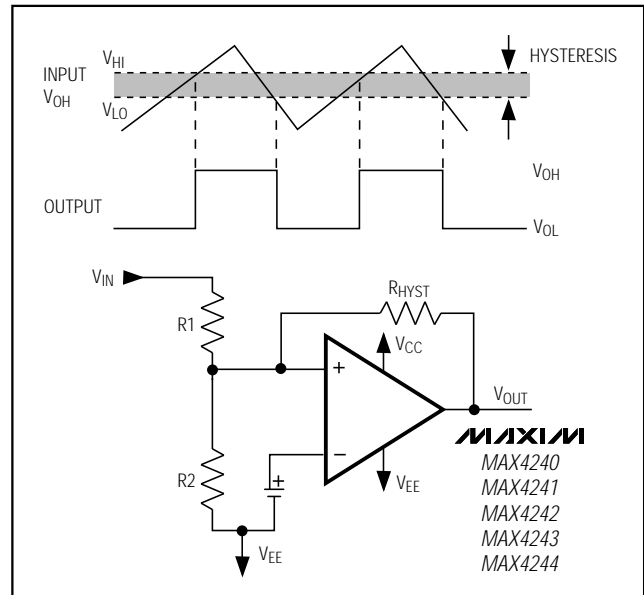 V_HI
HYSTERESIS
INPUT
V_OH
V_LO
V_OH
OUTPUT
V_OL
V_IN
R_HYST
R1
V_CC
+
V_OUT
MAXIM
−
+
R2
V_EE
MAX4240
MAX4241
MAX4242
MAX4243
MAX4244
V_EE